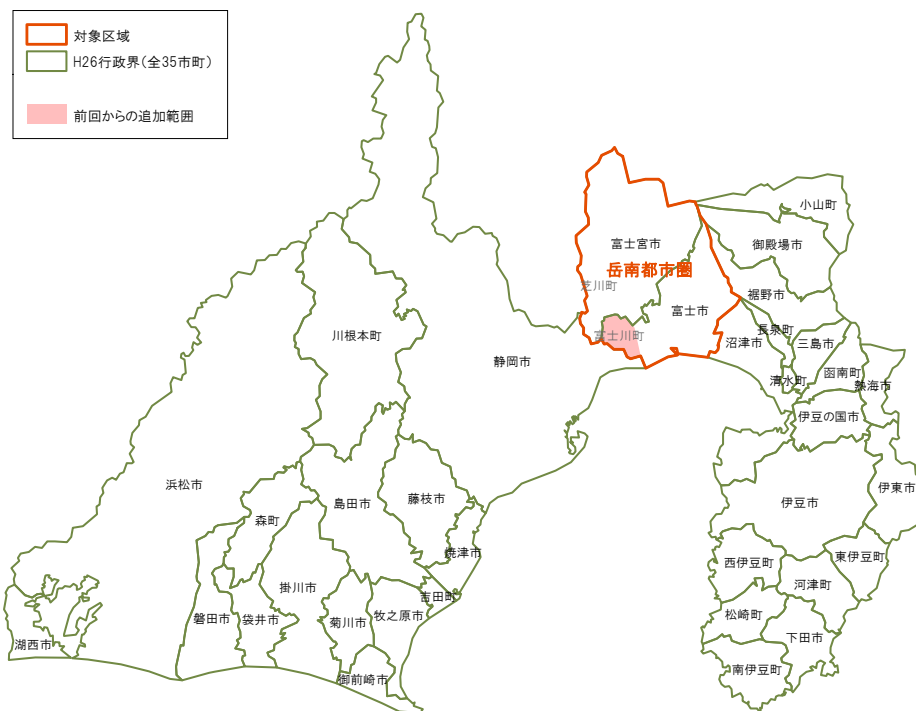 対象区域
H26行政界(全35市町)
前回からの追加範囲
小山町
富士宮市
御殿場市
岳南都市圏
芝川町
裾野市
富士市
長泉町
富士川町
川根本町
沼津市
三島市
静岡市
函南町
清水町
熱海市
伊豆の国市
浜松市
伊東市
藤枝市
伊豆市
島田市
森町
焼津市
東伊豆町
西伊豆町
河津町
掛川市
吉田町
松崎町
牧之原市
磐田市
袋井市
菊川市
下田市
湖西市
南伊豆町
御前崎市